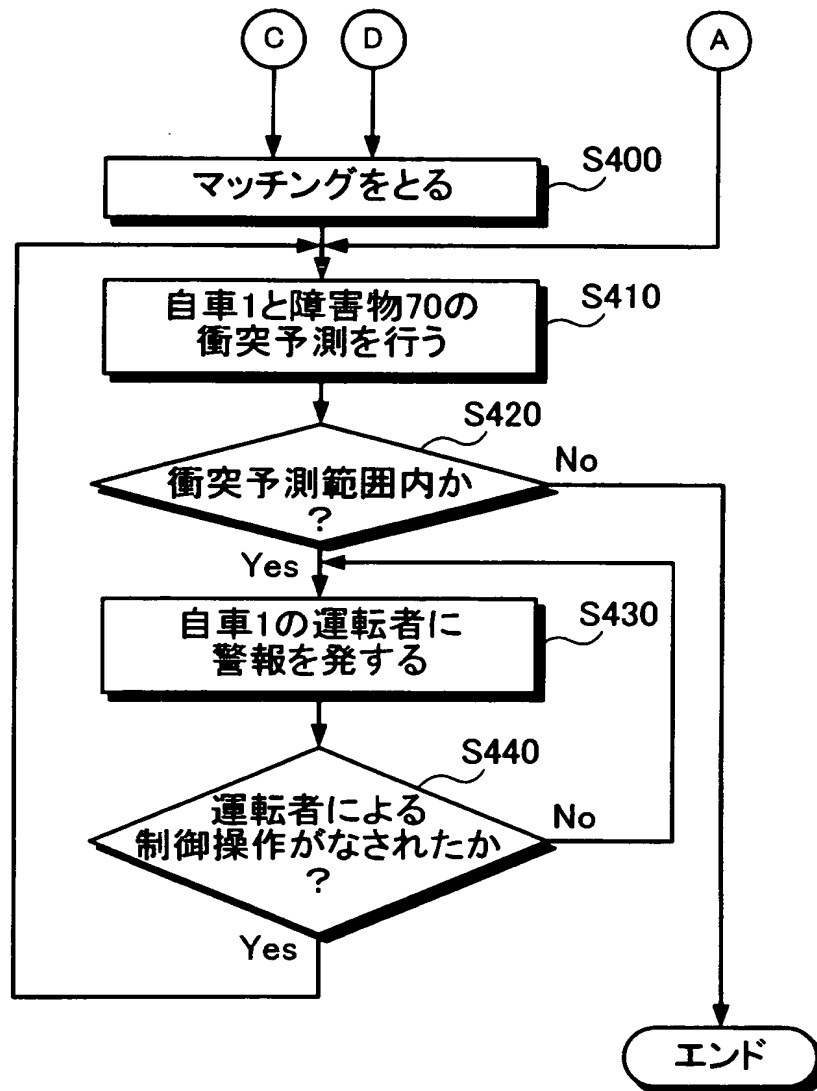 C
D
A
マッチングをとる
S400
自車1と障害物70の
衝突予測を行う
S410
S420
衝突予測範囲内か
?
No
Yes
自車1の運転者に
警報を発する
S430
S440
運転者による
制御操作がなされたか
?
No
Yes
エンド